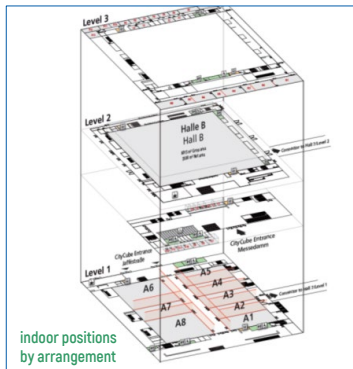 Level 3
Level 2
Halle B
Hall B
Connector to Hall 7 Level 2
CityCube Entrance
Messedamm
CityCube Entrance
Jafféstraße
Level 1
A5
A6
A4
A3
A7
A2
A8
A1
Connector to Hall 7 Level 1
indoor positions
by arrangement